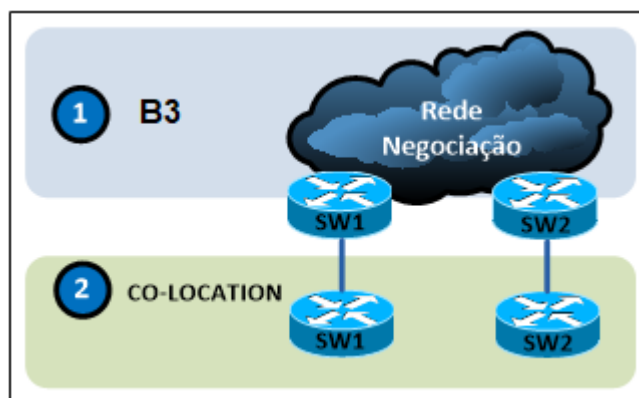 1
B3
Rede
Negociação
SW1
SW2
2
CO-LOCATION
SW1
SW2